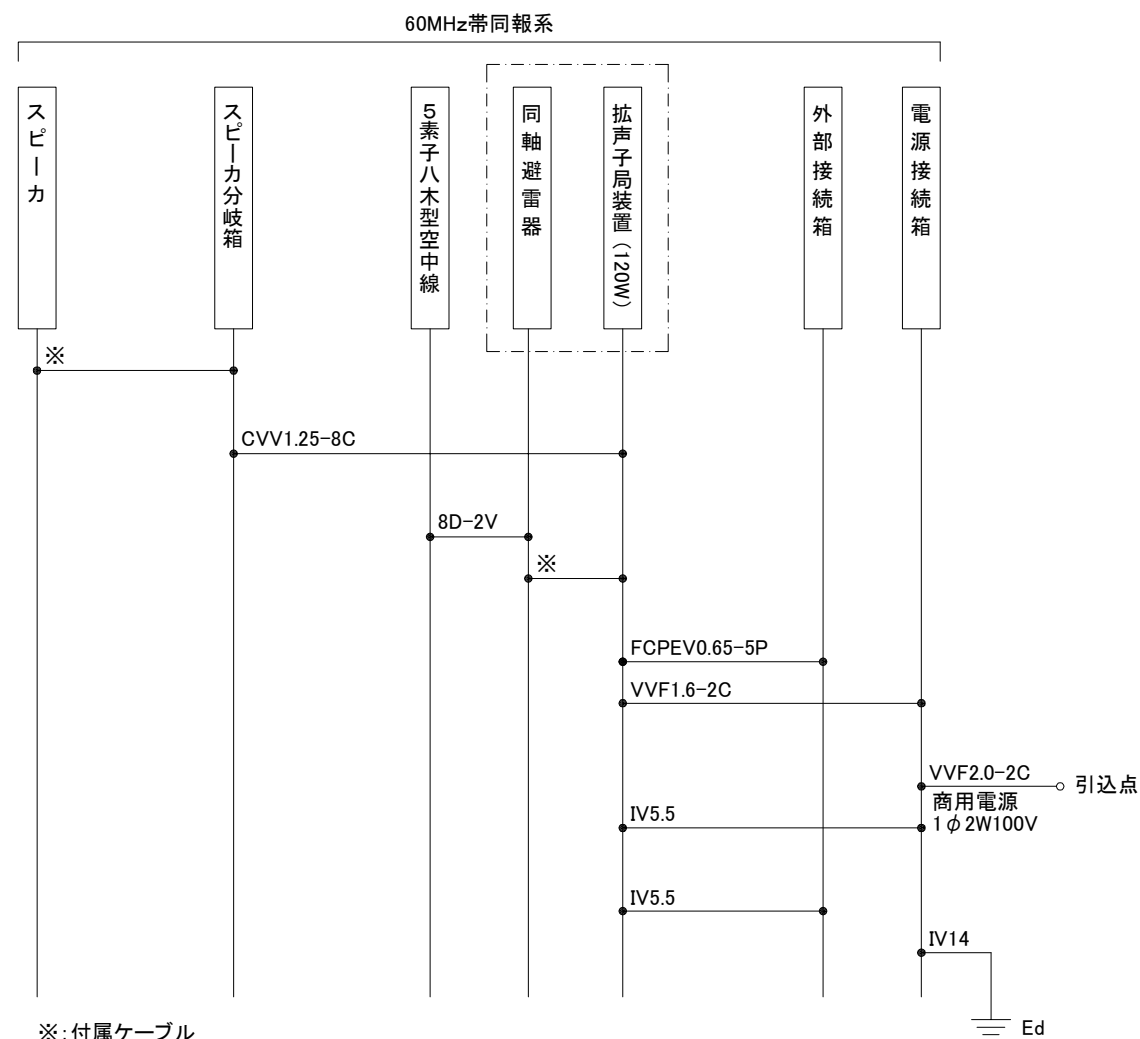 60MHz帯同報系
スピーカ
スピーカ分岐箱
5素子八木型空中線
同軸避雷器
拡声子局装置(120W)
外部接続箱
電源接続箱
※
CVV1.25-8C
8D-2V
※
FCPEV0.65-5P
VVF1.6-2C
VVF2.0-2C
引込点
商用電源
1φ2W100V
IV5.5
IV5.5
IV14
Ed
※:付属ケーブル